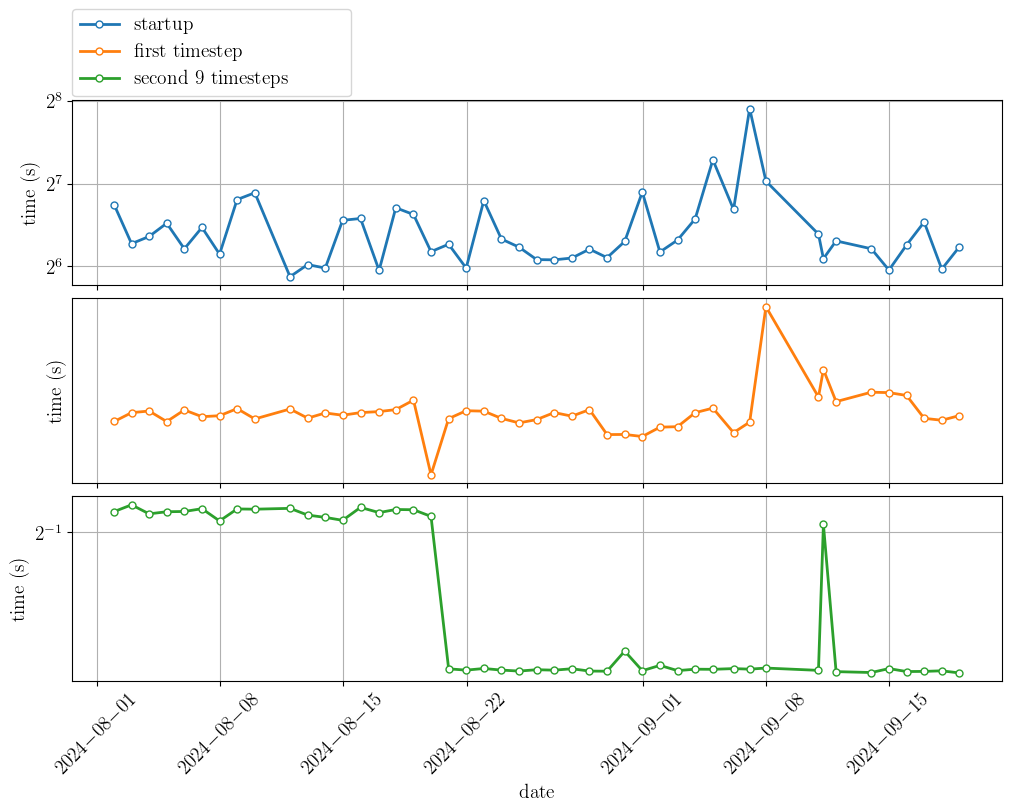 startup
first timestep
second 9 timesteps
time (s)
2^8
2^7
2^6
time (s)
time (s)
2^−1
2024−08−01
2024−08−08
2024−08−15
2024−08−22
2024−09−01
2024−09−08
2024−09−15
date